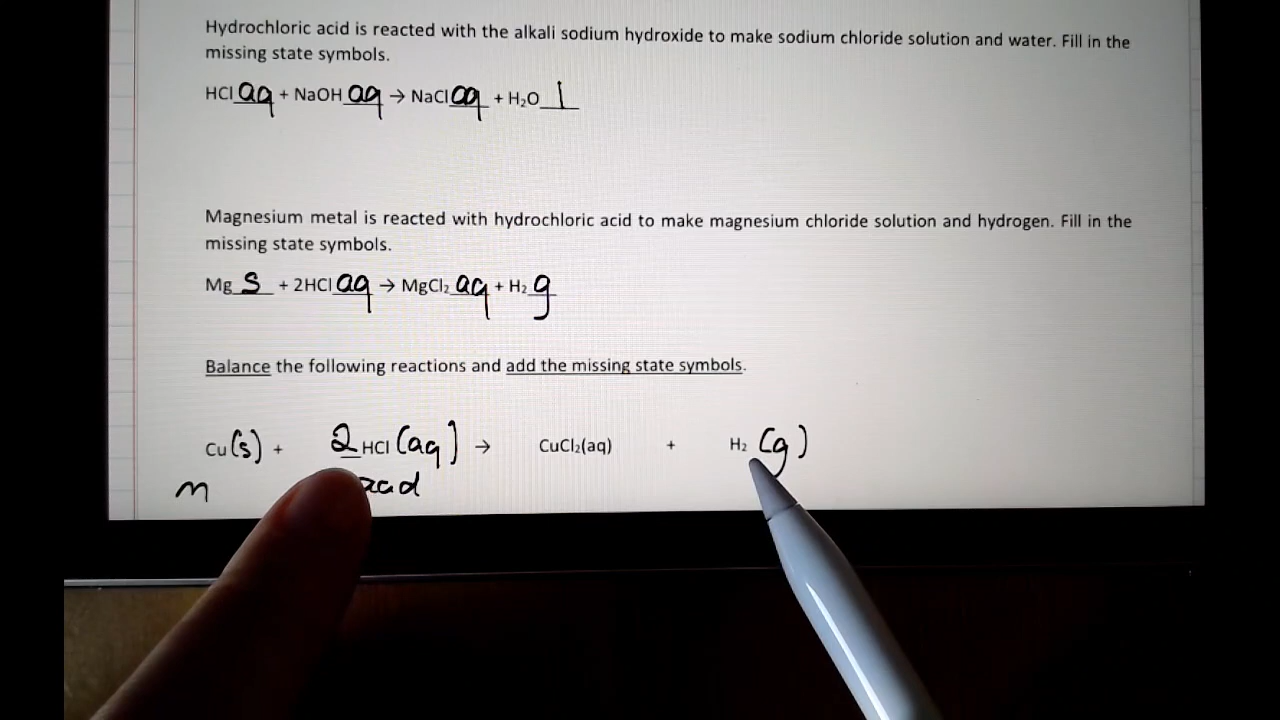 Hydrochloric acid is reacted with the alkali sodium hydroxide to make sodium chloride solution and water. Fill in the
missing state symbols.
HCl aq + NaOH aq → NaCl aq + H₂O l
Magnesium metal is reacted with hydrochloric acid to make magnesium chloride solution and hydrogen. Fill in the
missing state symbols.
Mg s + 2HCl aq → MgCl₂ aq + H₂ g
Balance the following reactions and add the missing state symbols.
Cu(s) + 2HCl(aq) → CuCl₂(aq) + H₂(g)
m acid